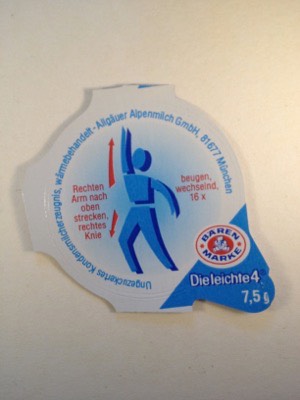 Ungezuckertes Kondensmilcherzeugnis, wärmebehandelt - Allgäuer Alpenmilch GmbH, 81677 München
Rechten
Arm nach
oben
strecken,
rechtes
Knie
beugen,
wechselnd,
16 x
BÄREN
MARKE
Die leichte 4
7,5 g